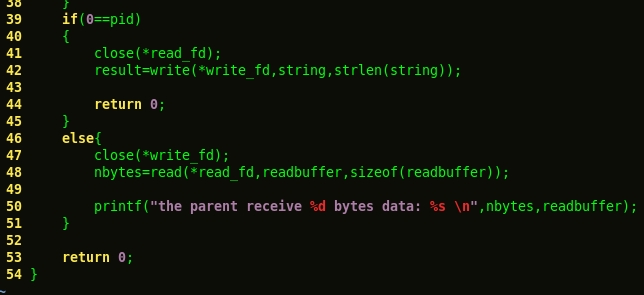 38     }
39     if(0==pid)
40     {
41         close(*read_fd);
42         result=write(*write_fd,string,strlen(string));
43
44         return 0;
45     }
46     else{
47         close(*write_fd);
48         nbytes=read(*read_fd,readbuffer,sizeof(readbuffer));
49
50         printf("the parent receive %d bytes data: %s \n",nbytes,readbuffer);
51     }
52
53     return 0;
54 }
~